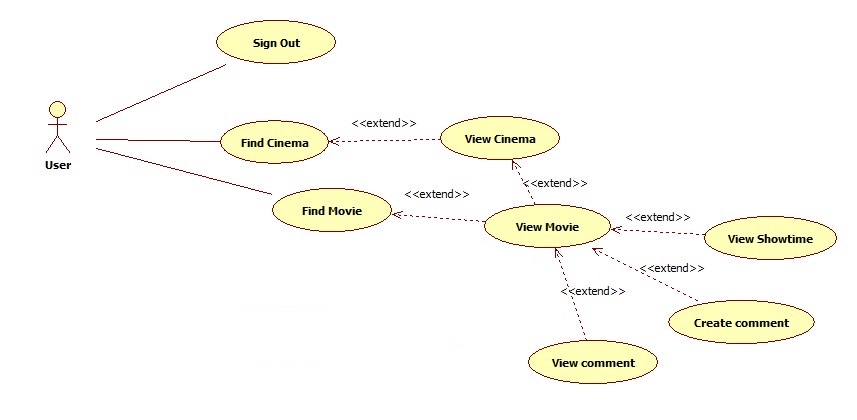 Sign Out
<<extend>>
View Cinema
Find Cinema
User
<<extend>>
<<extend>>
Find Movie
<<extend>>
View Movie
View Showtime
<<extend>>
<<extend>>
Create comment
View comment